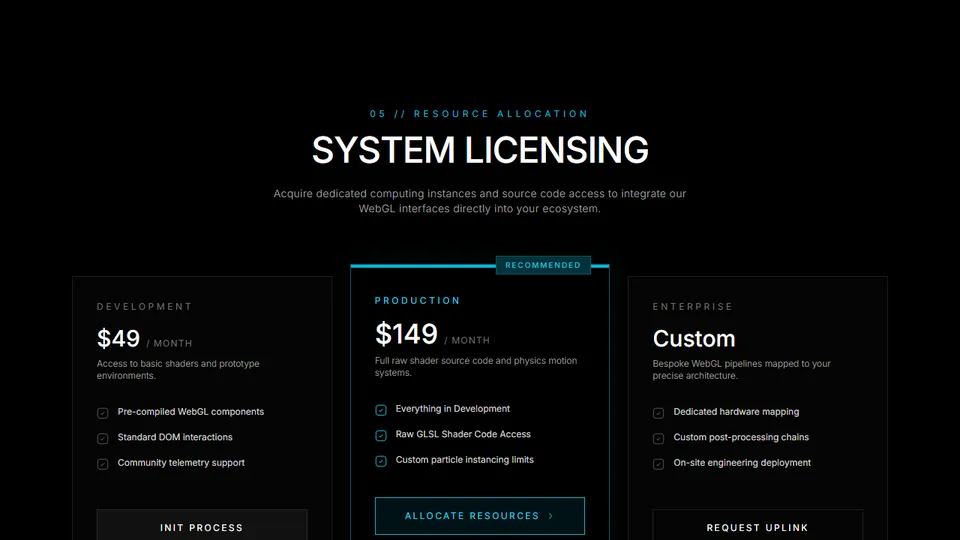 05 // RESOURCE ALLOCATION
SYSTEM LICENSING
Acquire dedicated computing instances and source code access to integrate our
WebGL interfaces directly into your ecosystem.
DEVELOPMENT
$49 / MONTH
Access to basic shaders and prototype
environments.
Pre-compiled WebGL components
Standard DOM interactions
Community telemetry support
INIT PROCESS
RECOMMENDED
PRODUCTION
$149 / MONTH
Full raw shader source code and physics motion
systems.
Everything in Development
Raw GLSL Shader Code Access
Custom particle instancing limits
ALLOCATE RESOURCES
ENTERPRISE
Custom
Bespoke WebGL pipelines mapped to your
precise architecture.
Dedicated hardware mapping
Custom post-processing chains
On-site engineering deployment
REQUEST UPLINK